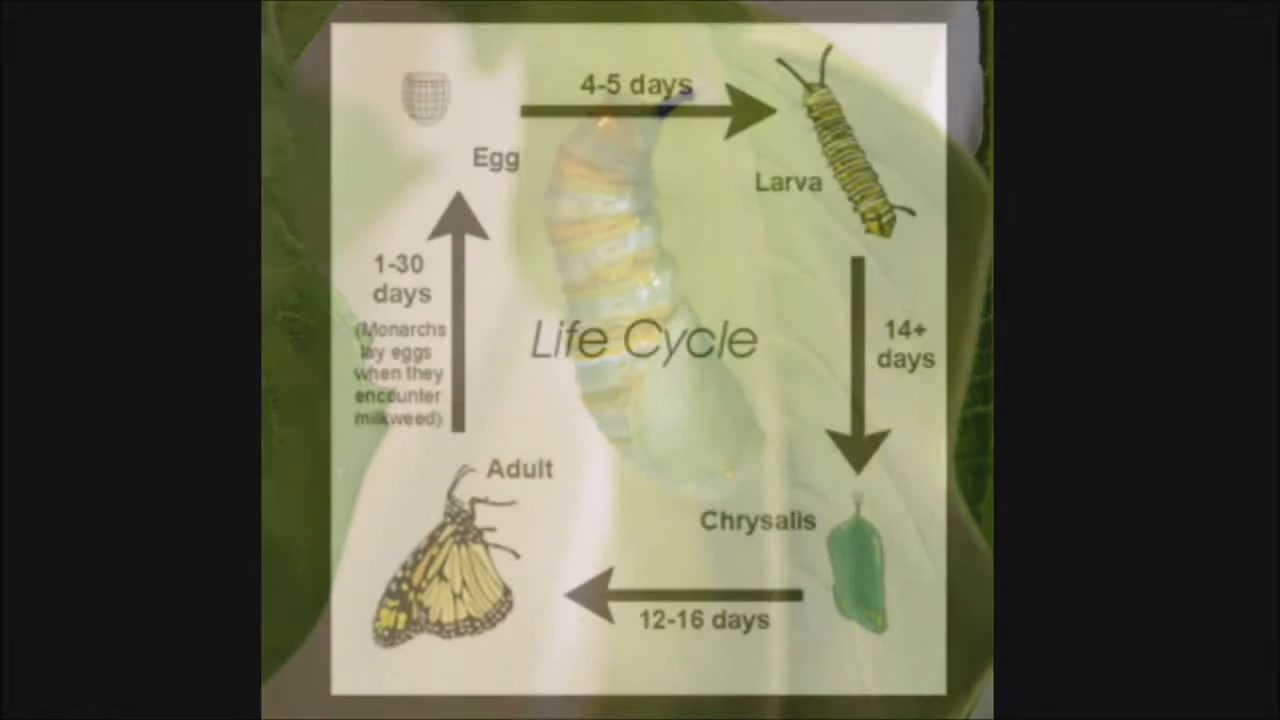 4-5 days
Egg
Larva
1-30
days
(Monarchs
lay eggs
when they
encounter
milkweed)
Life Cycle
14+
days
Adult
Chrysalis
12-16 days